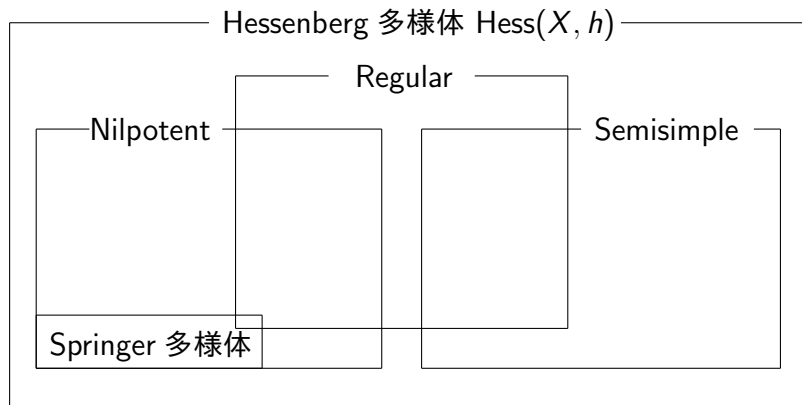 Hessenberg 多様体 Hess(X, h)
Regular
Nilpotent
Semisimple
Springer 多様体